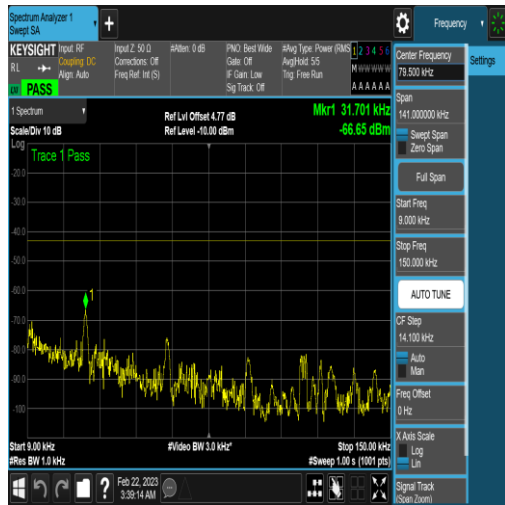 Spectrum Analyzer 1
Swept SA
Frequency
KEYSIGHT
Input: RF
Coupling: DC
Align: Auto
Input Z: 50 Ω
Corrections: Off
Freq Ref: Int (S)
#Atten: 0 dB
PNO: Best Wide
Gate: Off
IF Gain: Low
Sig Track: Off
#Avg Type: Power (RMS
Avg|Hold: 5/5
Trig: Free Run
1 2 3 4 5 6
M W W W W W
A A A A A A
R L
PASS
Center Frequency
79.500 kHz
Settings
Span
141.000000 kHz
Swept Span
Zero Span
Full Span
Start Freq
9.000 kHz
Stop Freq
150.000 kHz
AUTO TUNE
CF Step
14.100 kHz
Auto
Man
Freq Offset
0 Hz
X Axis Scale
Log
Lin
Signal Track
(Span Zoom)
1 Spectrum
Scale/Div 10 dB
Ref Lvl Offset 4.77 dB
Ref Level -10.00 dBm
Mkr1 31.701 kHz
-66.65 dBm
Log
Trace 1 Pass
1
-20.0
-30.0
-40.0
-50.0
-60.0
-70.0
-80.0
-90.0
-100
Start 9.00 kHz
#Res BW 1.0 kHz
#Video BW 3.0 kHz*
Stop 150.00 kHz
#Sweep 1.00 s (1001 pts)
Feb 22, 2023
3:39:14 AM